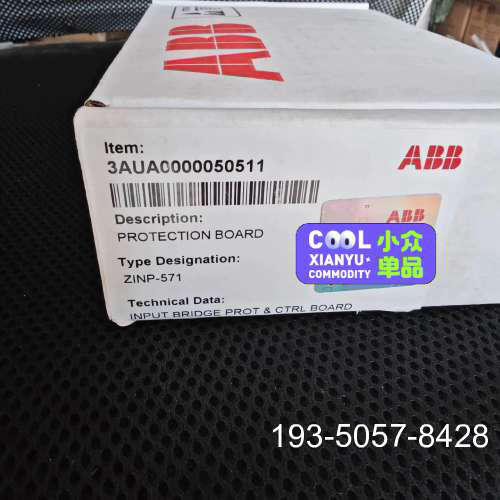 ABB
Item:
3AUA0000050511
ABB
Description:
PROTECTION BOARD
ABB
Type Designation:
ZINP-571
COOL
XIANYU
COMMODITY
小众
单品
Technical Data:
INPUT BRIDGE PROT & CTRL BOARD
193-5057-8428